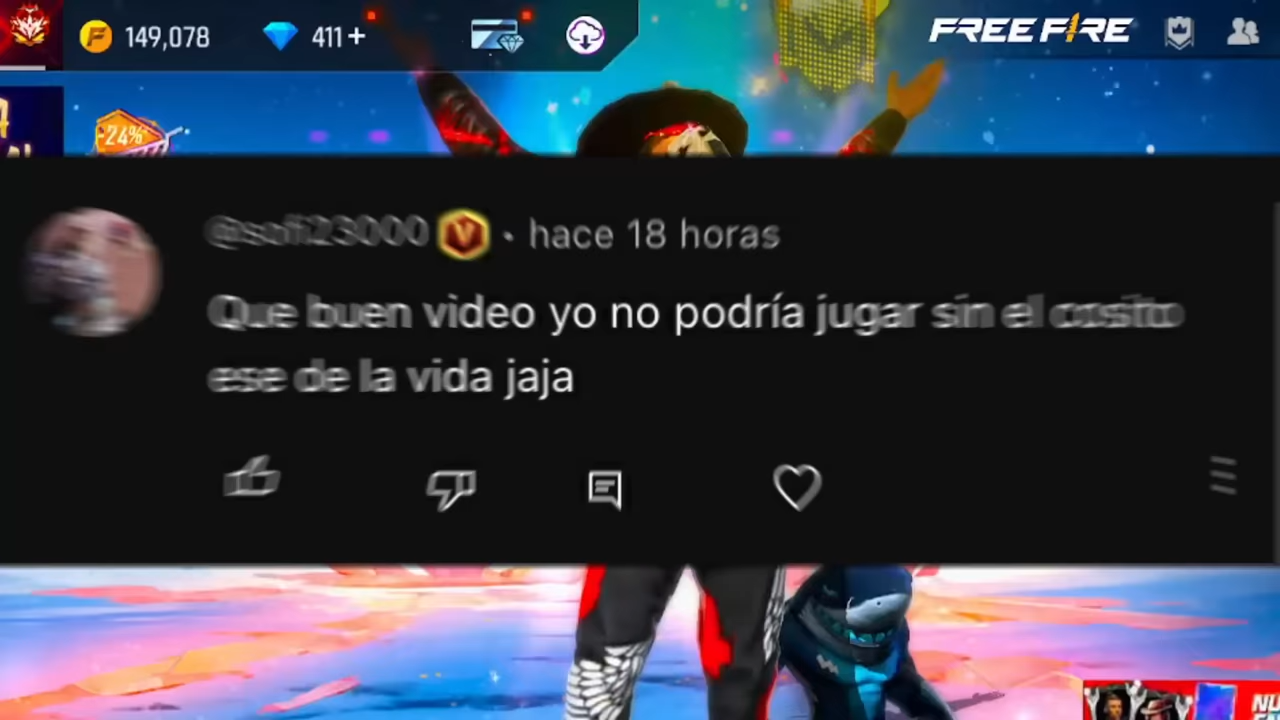 149,078
411+
FREE FIRE
-24%
@sofi23000 V · hace 18 horas
Que buen video yo no podría jugar sin el cosito
ese de la vida jaja